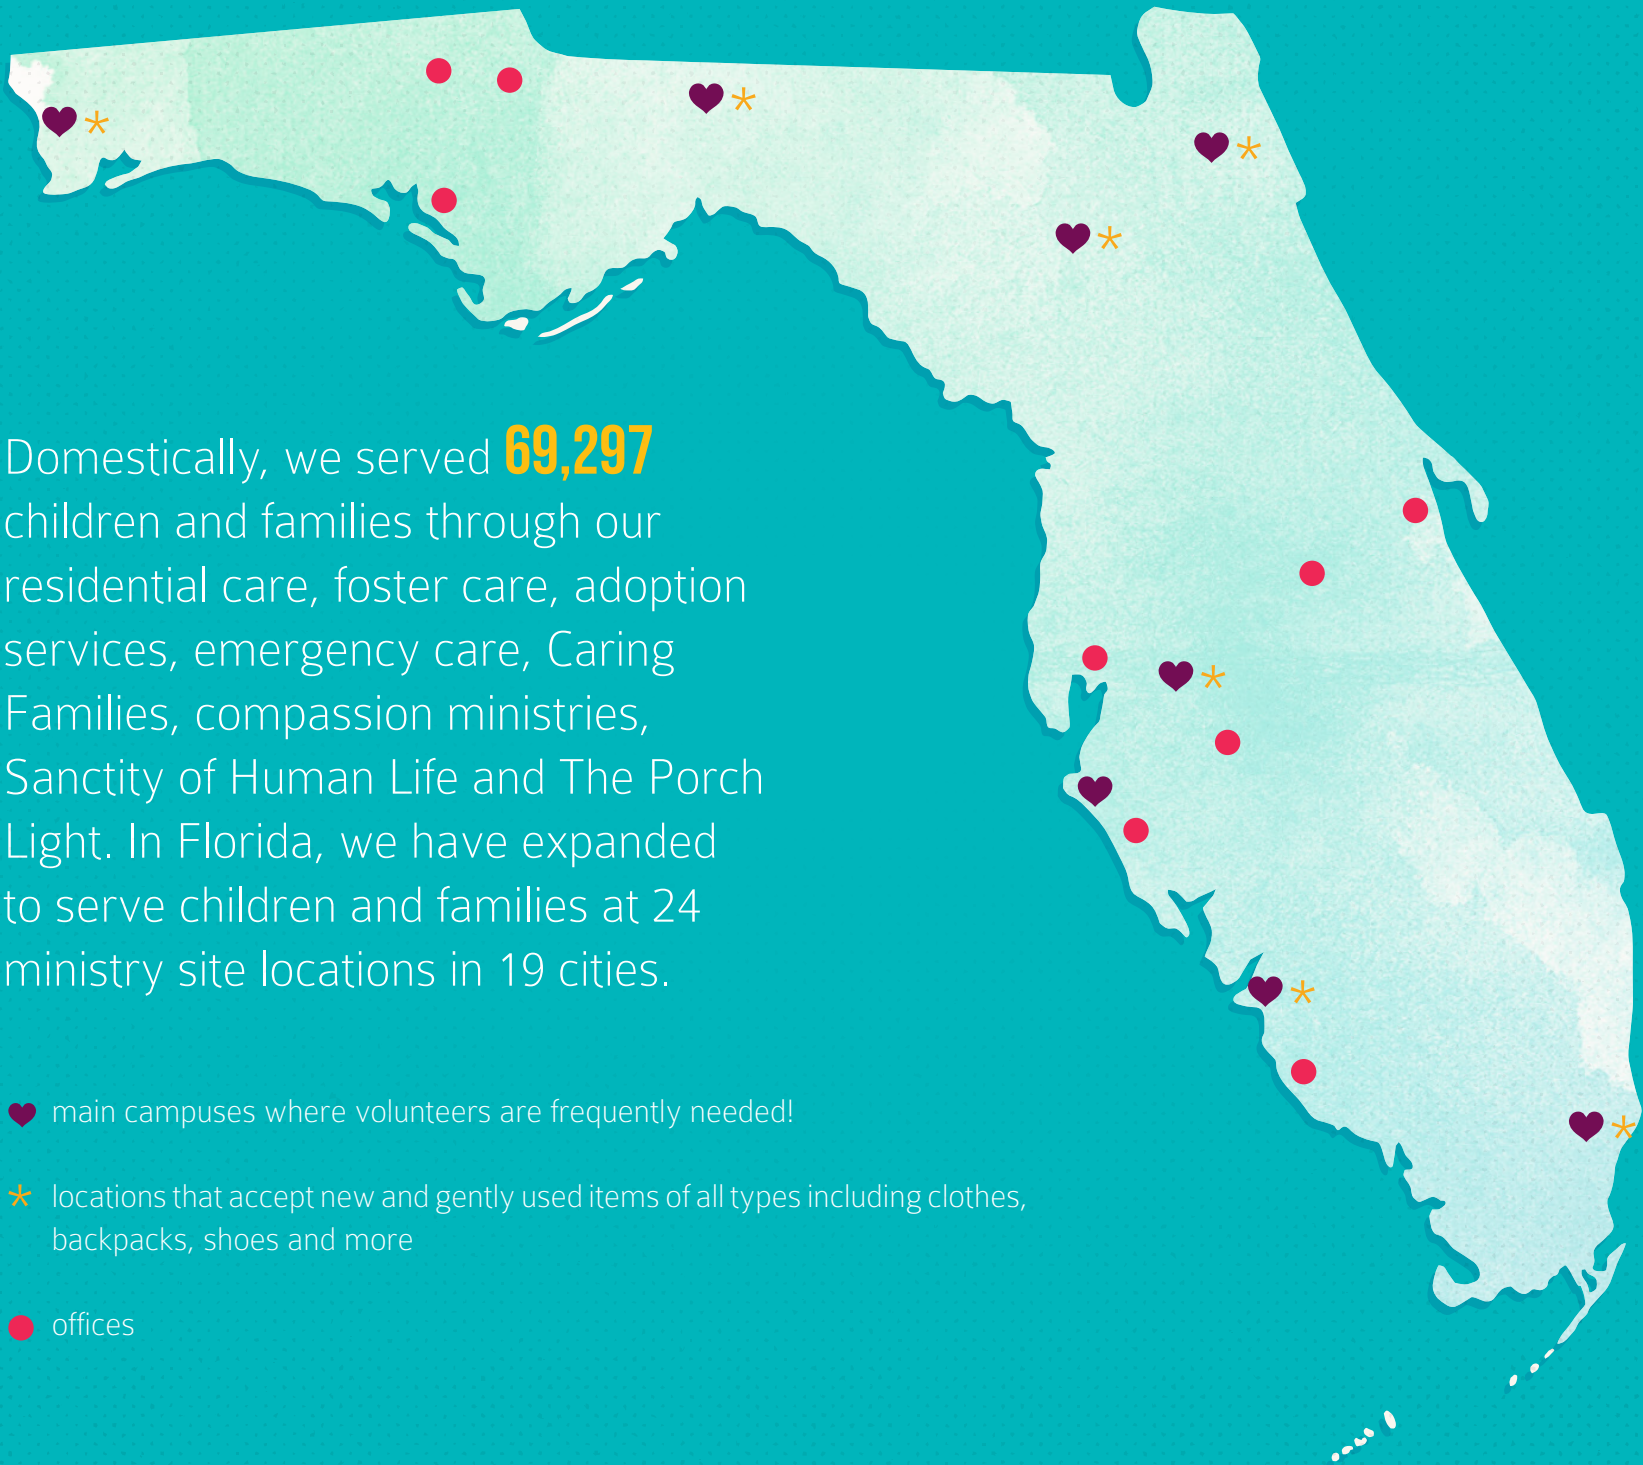 Domestically, we served 69,297
children and families through our
residential care, foster care, adoption
services, emergency care, Caring
Families, compassion ministries,
Sanctity of Human Life and The Porch
Light. In Florida, we have expanded
to serve children and families at 24
ministry site locations in 19 cities.
main campuses where volunteers are frequently needed!
locations that accept new and gently used items of all types including clothes,
backpacks, shoes and more
offices